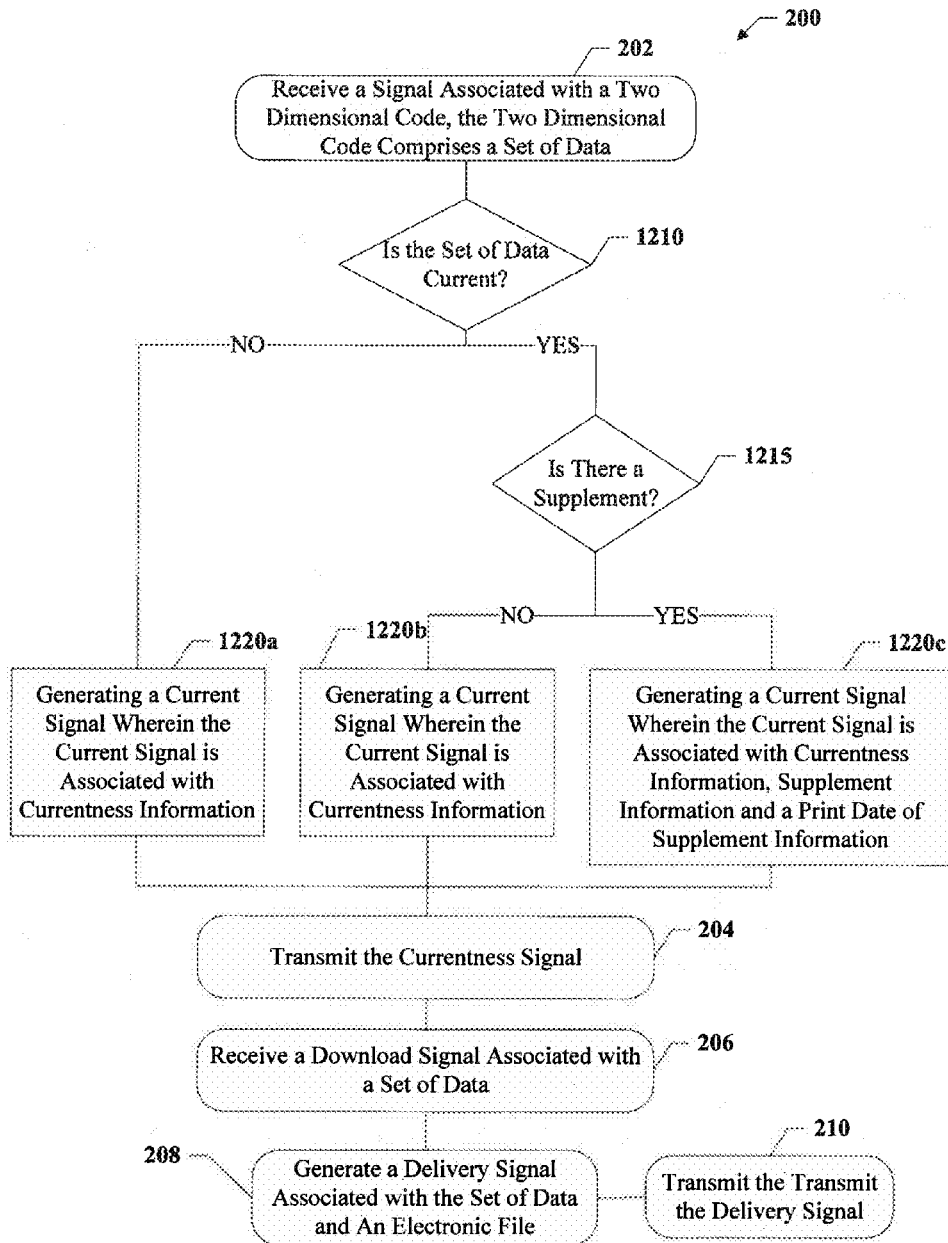 200
202
Receive a Signal Associated with a Two
Dimensional Code, the Two Dimensional
Code Comprises a Set of Data
1210
Is the Set of Data
Current?
NO
YES
1215
Is There a
Supplement?
NO
YES
1220a
1220b
1220c
Generating a Current
Signal Wherein the
Current Signal is
Associated with
Currentness Information
Generating a Current
Signal Wherein the
Current Signal is
Associated with
Currentness Information
Generating a Current Signal
Wherein the Current Signal is
Associated with Currentness
Information, Supplement
Information and a Print Date of
Supplement Information
204
Transmit the Currentness Signal
206
Receive a Download Signal Associated with
a Set of Data
208
Generate a Delivery Signal
Associated with the Set of Data
and An Electronic File
210
Transmit the Transmit
the Delivery Signal